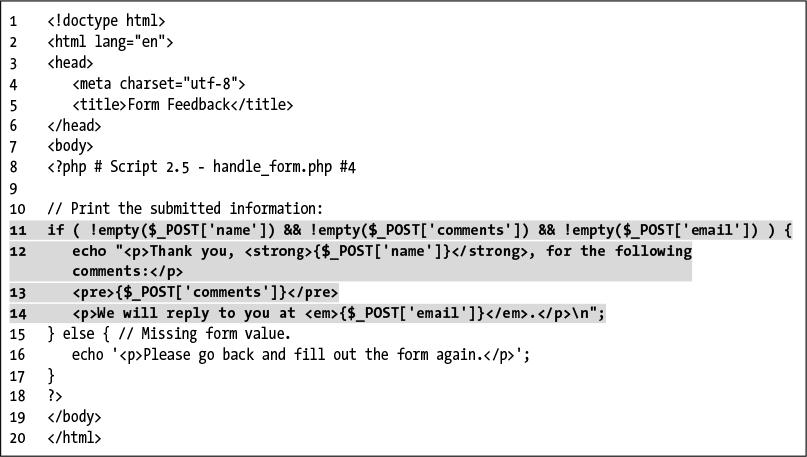 1 <!doctype html>
2 <html lang="en">
3 <head>
4 <meta charset="utf-8">
5 <title>Form Feedback</title>
6 </head>
7 <body>
8 <?php # Script 2.5 - handle_form.php #4
9
10 // Print the submitted information:
11 if ( !empty($_POST['name']) && !empty($_POST['comments']) && !empty($_POST['email']) ) {
12 echo "<p>Thank you, <strong>{$_POST['name']}</strong>, for the following
comments:</p>
13 <pre>{$_POST['comments']}</pre>
14 <p>We will reply to you at <em>{$_POST['email']}</em>.</p>\n";
15 } else { // Missing form value.
16 echo '<p>Please go back and fill out the form again.</p>';
17 }
18 ?>
19 </body>
20 </html>